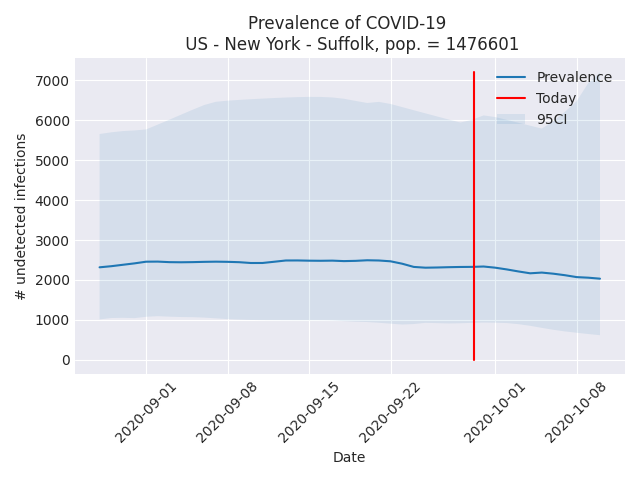 Prevalence of COVID-19
US - New York - Suffolk, pop. = 1476601
7000
6000
5000
4000
3000
2000
1000
0
# undetected infections
Prevalence
Today
95CI
2020-09-01
2020-09-08
2020-09-15
2020-09-22
2020-10-01
2020-10-08
Date